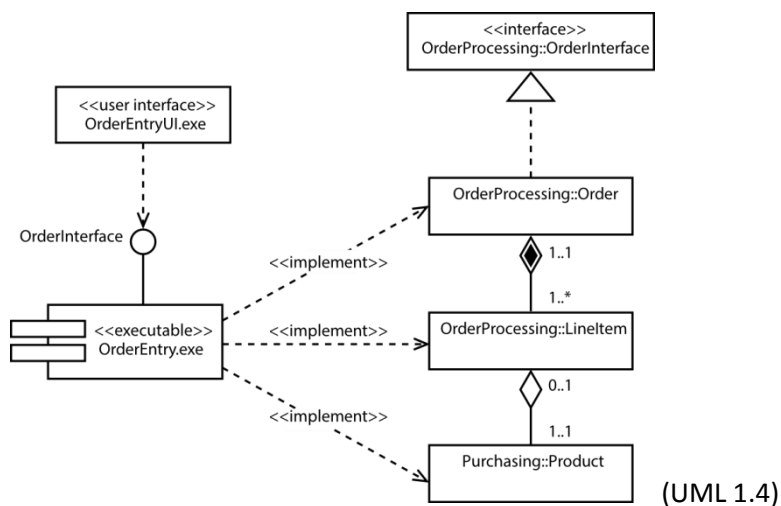 <<interface>>
OrderProcessing::OrderInterface
<<user interface>>
OrderEntryUI.exe
OrderProcessing::Order
OrderInterface
1..1
<<implement>>
1..*
<<executable>>
OrderEntry.exe
<<implement>>
OrderProcessing::LineItem
0..1
<<implement>>
1..1
Purchasing::Product
(UML 1.4)